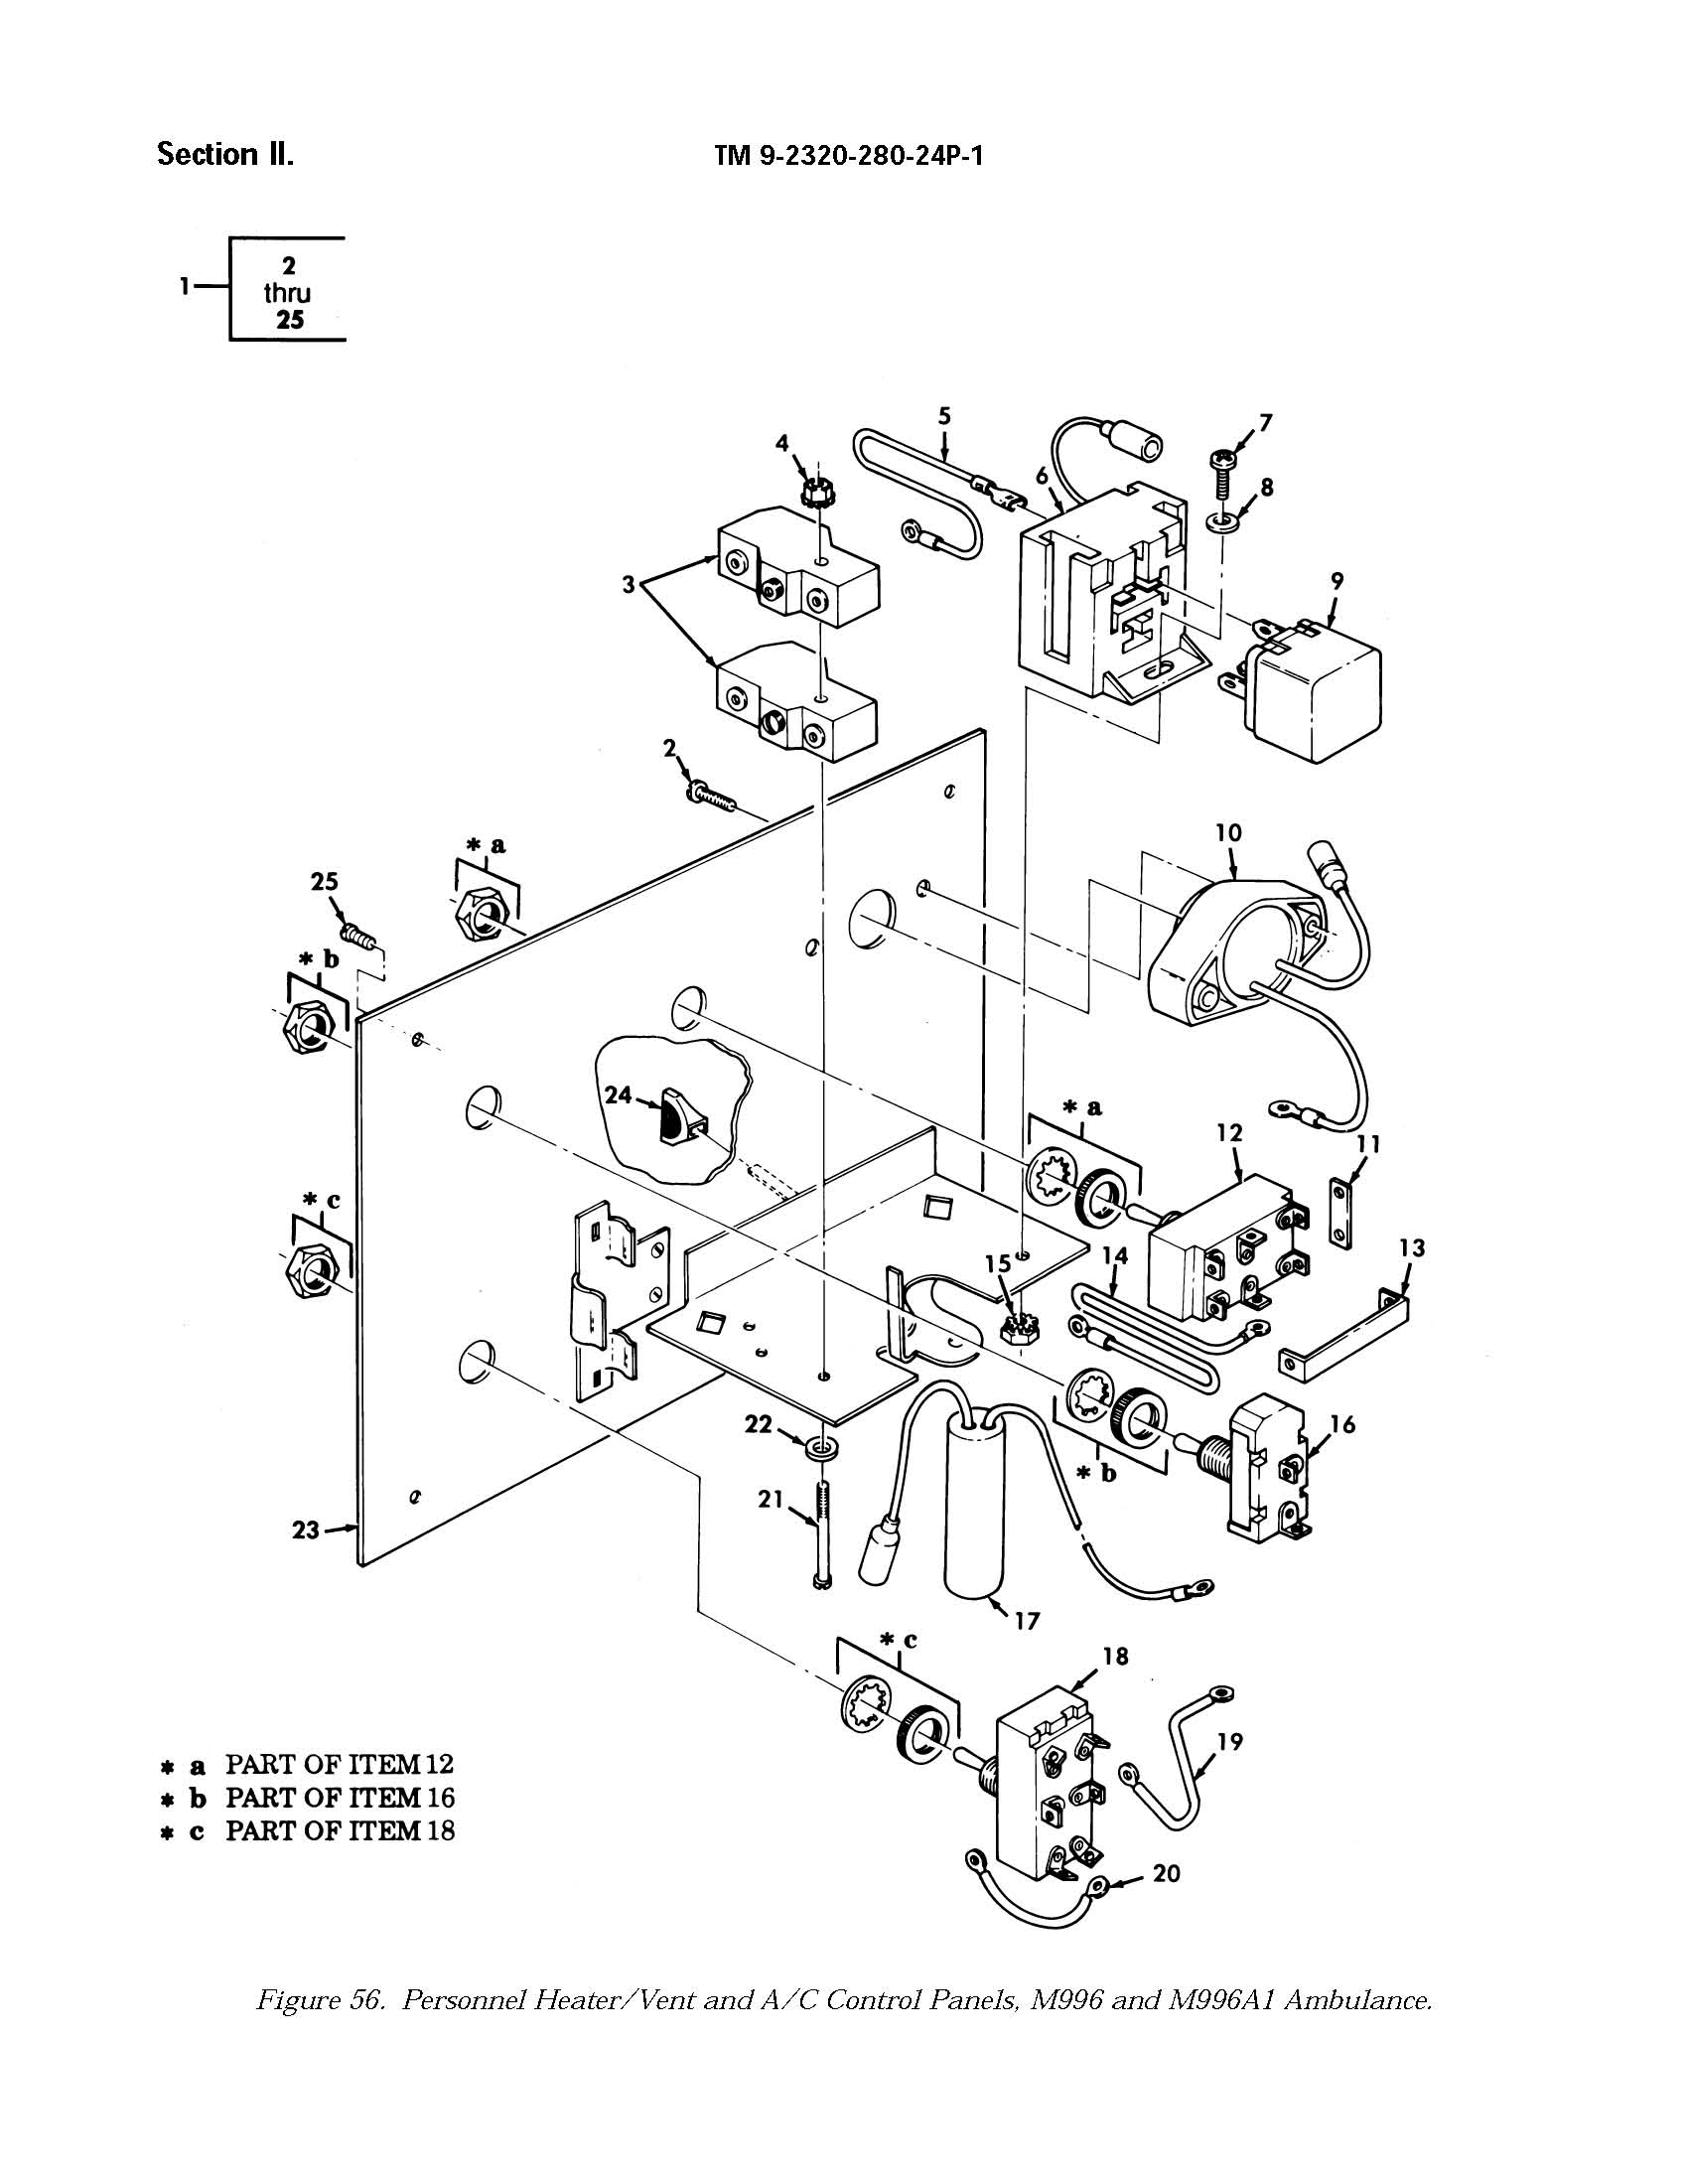 Section II.
TM 9-2320-280-24P-1
1
2
thru
25
5
7
4
6
8
3
9
2
10
* a
25
* b
24
* a
12
11
* c
15
14
13
22
16
* b
21
23
17
* c
18
19
20
* a PART OF ITEM 12
* b PART OF ITEM 16
* c PART OF ITEM 18
Figure 56. Personnel Heater/Vent and A/C Control Panels, M996 and M996A1 Ambulance.